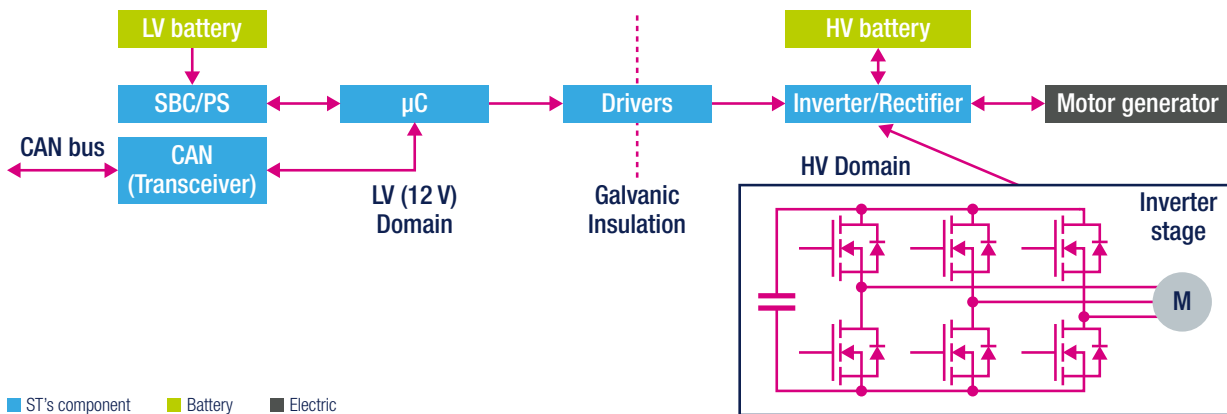 LV battery
HV battery
SBC/PS
µC
Drivers
Inverter/Rectifier
Motor generator
CAN bus
CAN
(Transceiver)
LV (12 V)
Domain
Galvanic
Insulation
HV Domain
Inverter
stage
M
ST's component
Battery
Electric